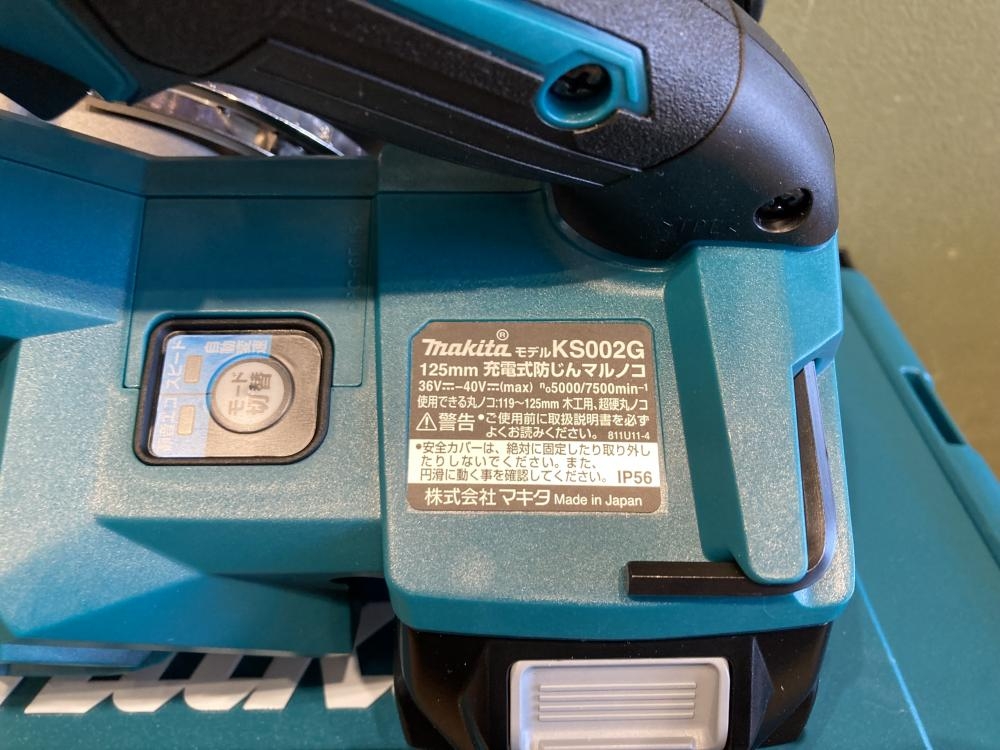 makita® モデル KS002G
125mm 充電式防じんマルノコ
36V⎓-40V⎓(max) n₀5000/7500min⁻¹
使用できる丸ノコ:119~125mm 木工用、超硬丸ノコ
⚠警告 •ご使用前に取扱説明書を必ず
よくお読みください。 811U11-4
•安全カバーは、絶対に固定したり取り外し
たりしないでください。また、
円滑に動く事を確認してください。 IP56
株式会社 マキタ Made in Japan
スピード
自動変速
モード
切替